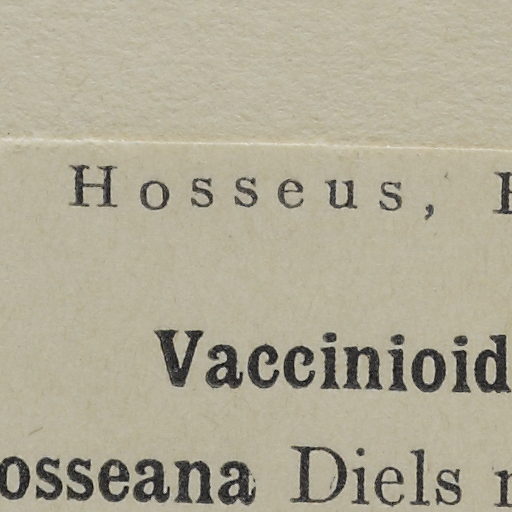 Hosseus,
Vaccinioid
osseana Diels